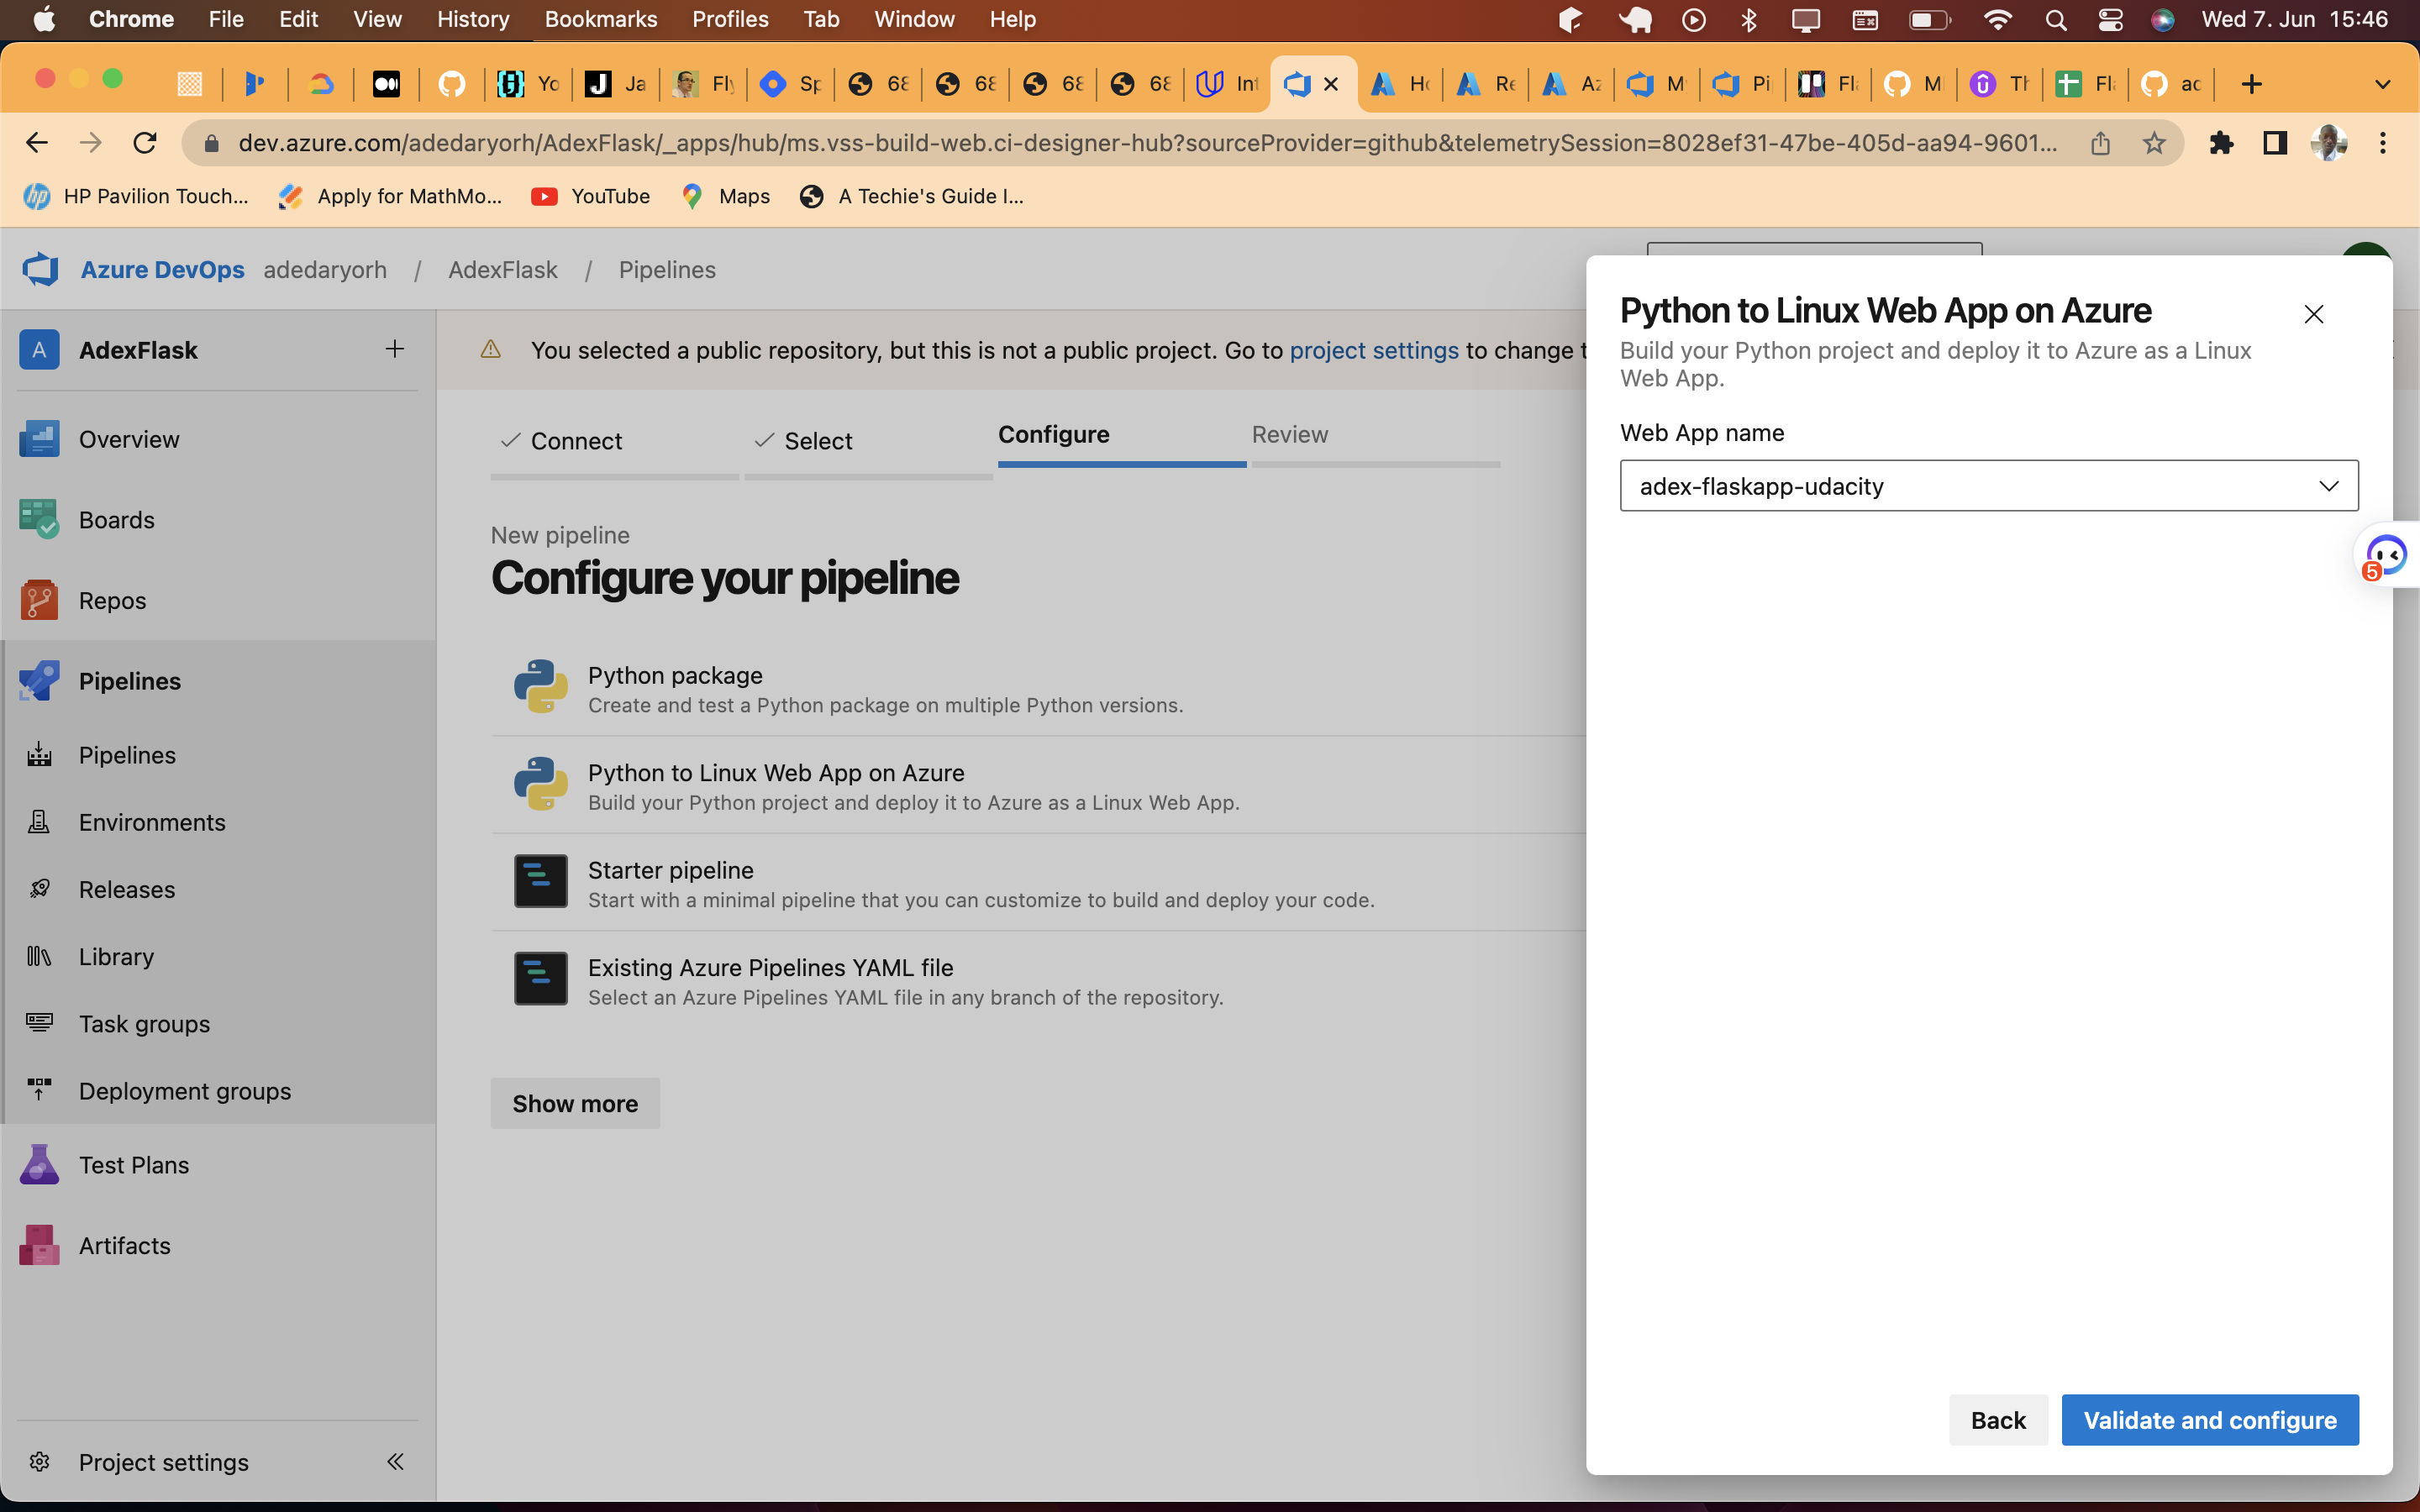 Chrome File Edit View History Bookmarks Profiles Tab Window Help Wed 7. Jun 15:46
Yo Ja Fly Sp 68 68 68 68 Int Ho Re Az M Pi Fl M Th Fl ad
dev.azure.com/adedaryorh/AdexFlask/_apps/hub/ms.vss-build-web.ci-designer-hub?sourceProvider=github&telemetrySession=8028ef31-47be-405d-aa94-9601...
HP Pavilion Touch... Apply for MathMo... YouTube Maps A Techie's Guide I...
Azure DevOps adedaryorh / AdexFlask / Pipelines
A AdexFlask
Overview
Boards
Repos
Pipelines
Pipelines
Environments
Releases
Library
Task groups
Deployment groups
Test Plans
Artifacts
Project settings
You selected a public repository, but this is not a public project. Go to project settings to change
Connect Select Configure Review
New pipeline
Configure your pipeline
Python package
Create and test a Python package on multiple Python versions.
Python to Linux Web App on Azure
Build your Python project and deploy it to Azure as a Linux Web App.
Starter pipeline
Start with a minimal pipeline that you can customize to build and deploy your code.
Existing Azure Pipelines YAML file
Select an Azure Pipelines YAML file in any branch of the repository.
Show more
Python to Linux Web App on Azure
Build your Python project and deploy it to Azure as a Linux
Web App.
Web App name
adex-flaskapp-udacity
5
Back Validate and configure